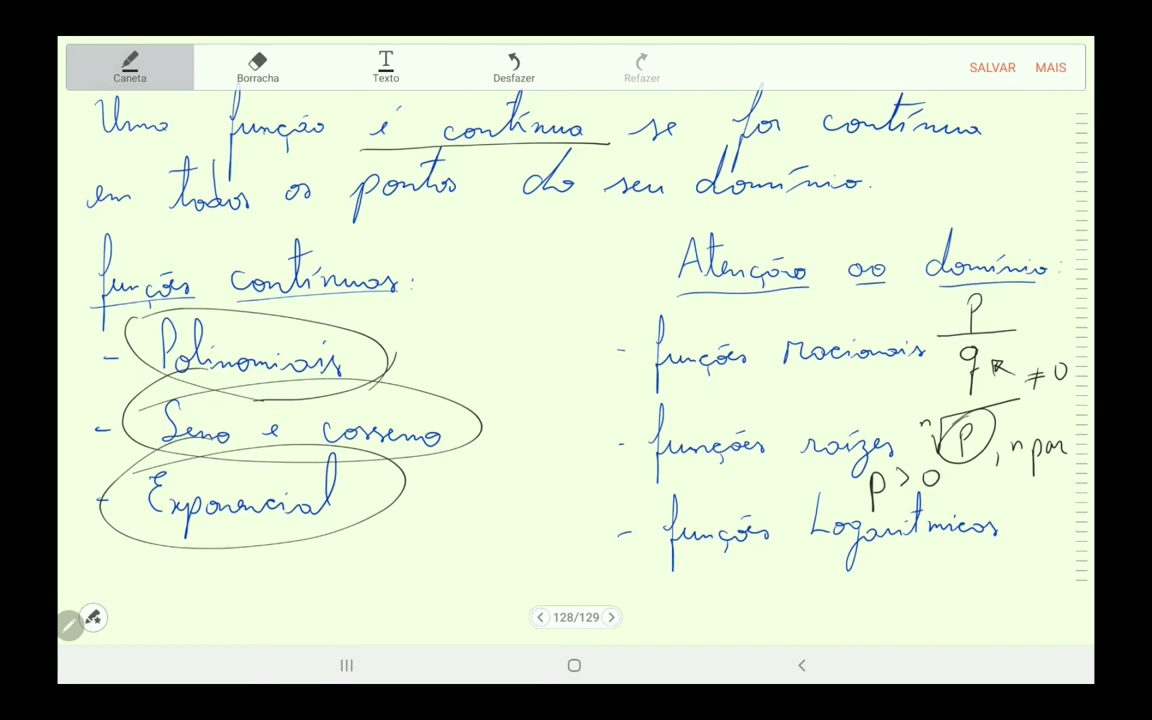 Caneta Borracha Texto Desfazer Refazer SALVAR MAIS
Uma função é contínua se for contínua
em todos os pontos do seu domínio.
funções contínuas:
- Polinomiais
- Seno e cosseno
- Exponencial
Atenção ao domínio:
- funções racionais p/q ≠ 0
- funções raízes ⁿ√p, n par
p > 0
- funções Logarítmicas
128/129